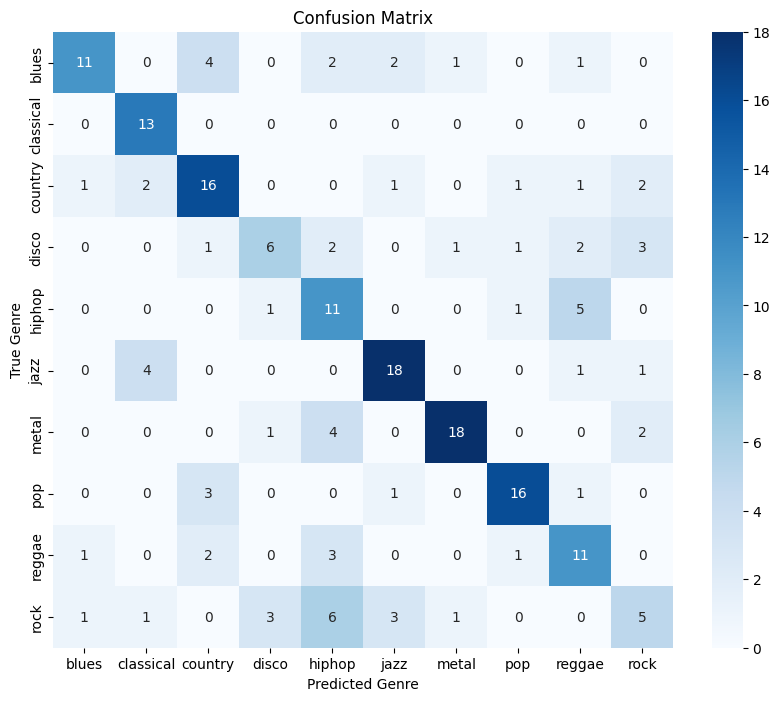 Confusion Matrix
True Genre
blues 11 0 4 0 2 2 1 0 1 0
classical 0 13 0 0 0 0 0 0 0 0
country 1 2 16 0 0 1 0 1 1 2
disco 0 0 1 6 2 0 1 1 2 3
hiphop 0 0 0 1 11 0 0 1 5 0
jazz 0 4 0 0 0 18 0 0 1 1
metal 0 0 0 1 4 0 18 0 0 2
pop 0 0 3 0 0 1 0 16 1 0
reggae 1 0 2 0 3 0 0 1 11 0
rock 1 1 0 3 6 3 1 0 0 5
blues classical country disco hiphop jazz metal pop reggae rock
Predicted Genre
18
16
14
12
10
8
6
4
2
0